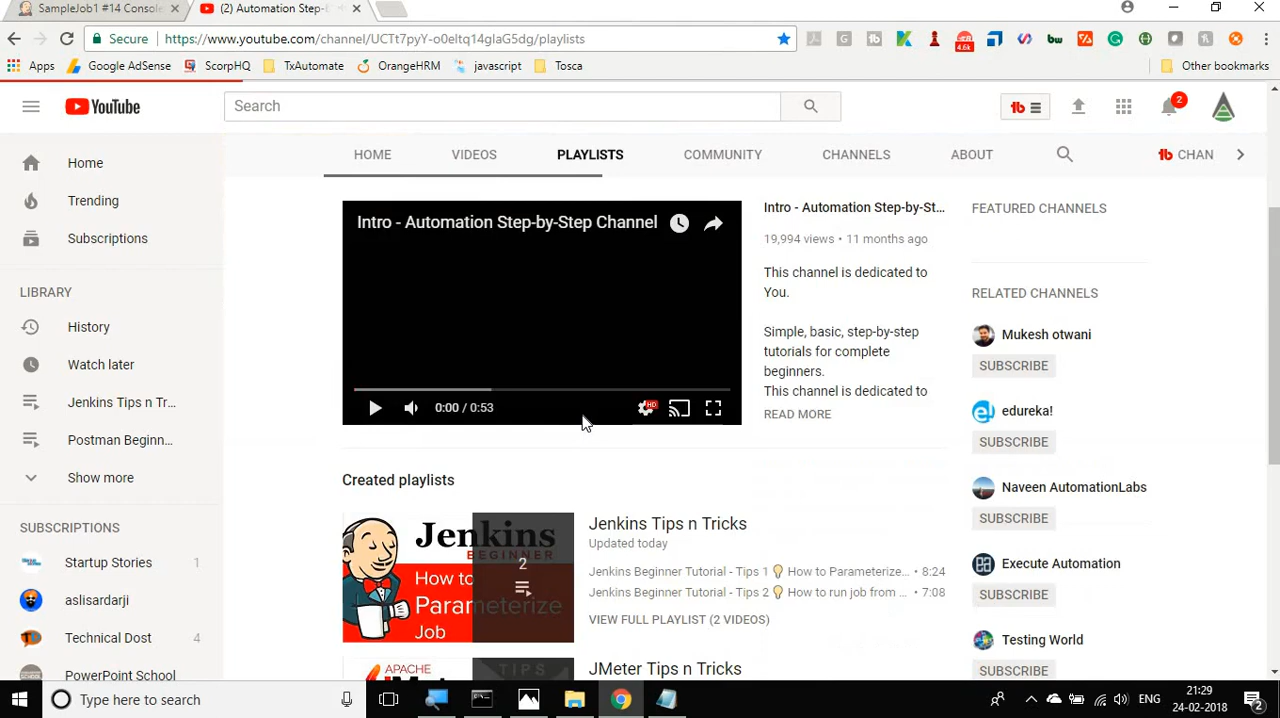 SampleJob1 #14 Console
(2) Automation Step-b
Secure
https://www.youtube.com/channel/UCTt7pyY-o0eltq14glaG5dg/playlists
4.6k
Apps
Google AdSense
ScorpHQ
TxAutomate
OrangeHRM
javascript
Tosca
Other bookmarks
YouTube
Search
2
HOME
VIDEOS
PLAYLISTS
COMMUNITY
CHANNELS
ABOUT
CHAN
Home
Trending
Subscriptions
LIBRARY
History
Watch later
Jenkins Tips n Tr...
Postman Beginn...
Show more
SUBSCRIPTIONS
Startup Stories 1
aslisardarji
Technical Dost 4
PowerPoint School
Intro - Automation Step-by-Step Channel
0:00 / 0:53
HD
Intro - Automation Step-by-St...
19,994 views • 11 months ago
This channel is dedicated to
You.
Simple, basic, step-by-step
tutorials for complete
beginners.
This channel is dedicated to
READ MORE
FEATURED CHANNELS
RELATED CHANNELS
Mukesh otwani
SUBSCRIBE
edureka!
SUBSCRIBE
Naveen AutomationLabs
SUBSCRIBE
Execute Automation
SUBSCRIBE
Testing World
SUBSCRIBE
Created playlists
Jenkins
BEGINNER
How to
Parameterize
Job
2
Jenkins Tips n Tricks
Updated today
Jenkins Beginner Tutorial - Tips 1 💡 How to Parameterize... • 8:24
Jenkins Beginner Tutorial - Tips 2 💡 How to run job from ... • 7:08
VIEW FULL PLAYLIST (2 VIDEOS)
APACHE
TIPS
JMeter Tips n Tricks
Type here to search
ENG
21:29
24-02-2018
2